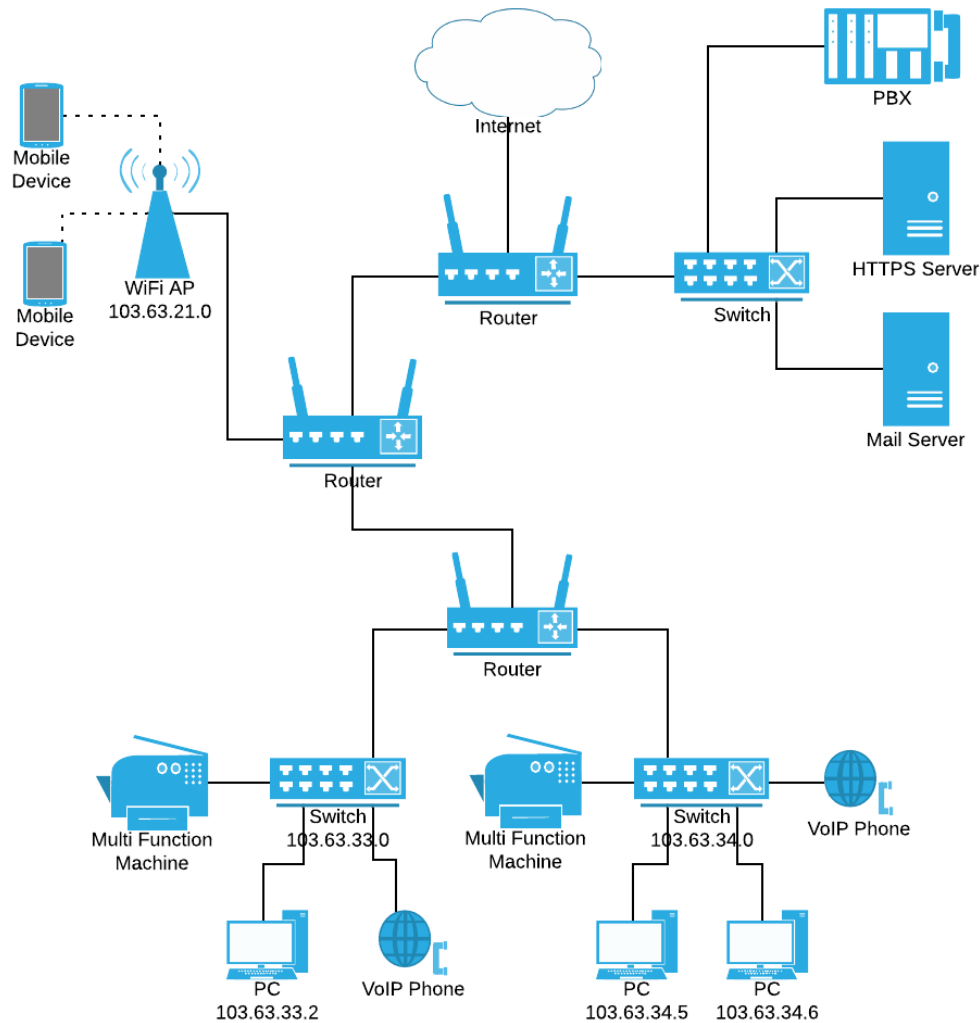 PBX
Internet
Mobile
Device
HTTPS Server
WiFi AP
103.63.21.0
Mobile
Device
Router
Switch
Mail Server
Router
Router
Multi Function
Machine
Switch
103.63.33.0
Multi Function
Machine
Switch
103.63.34.0
VoIP Phone
PC
103.63.33.2
VoIP Phone
PC
103.63.34.5
PC
103.63.34.6